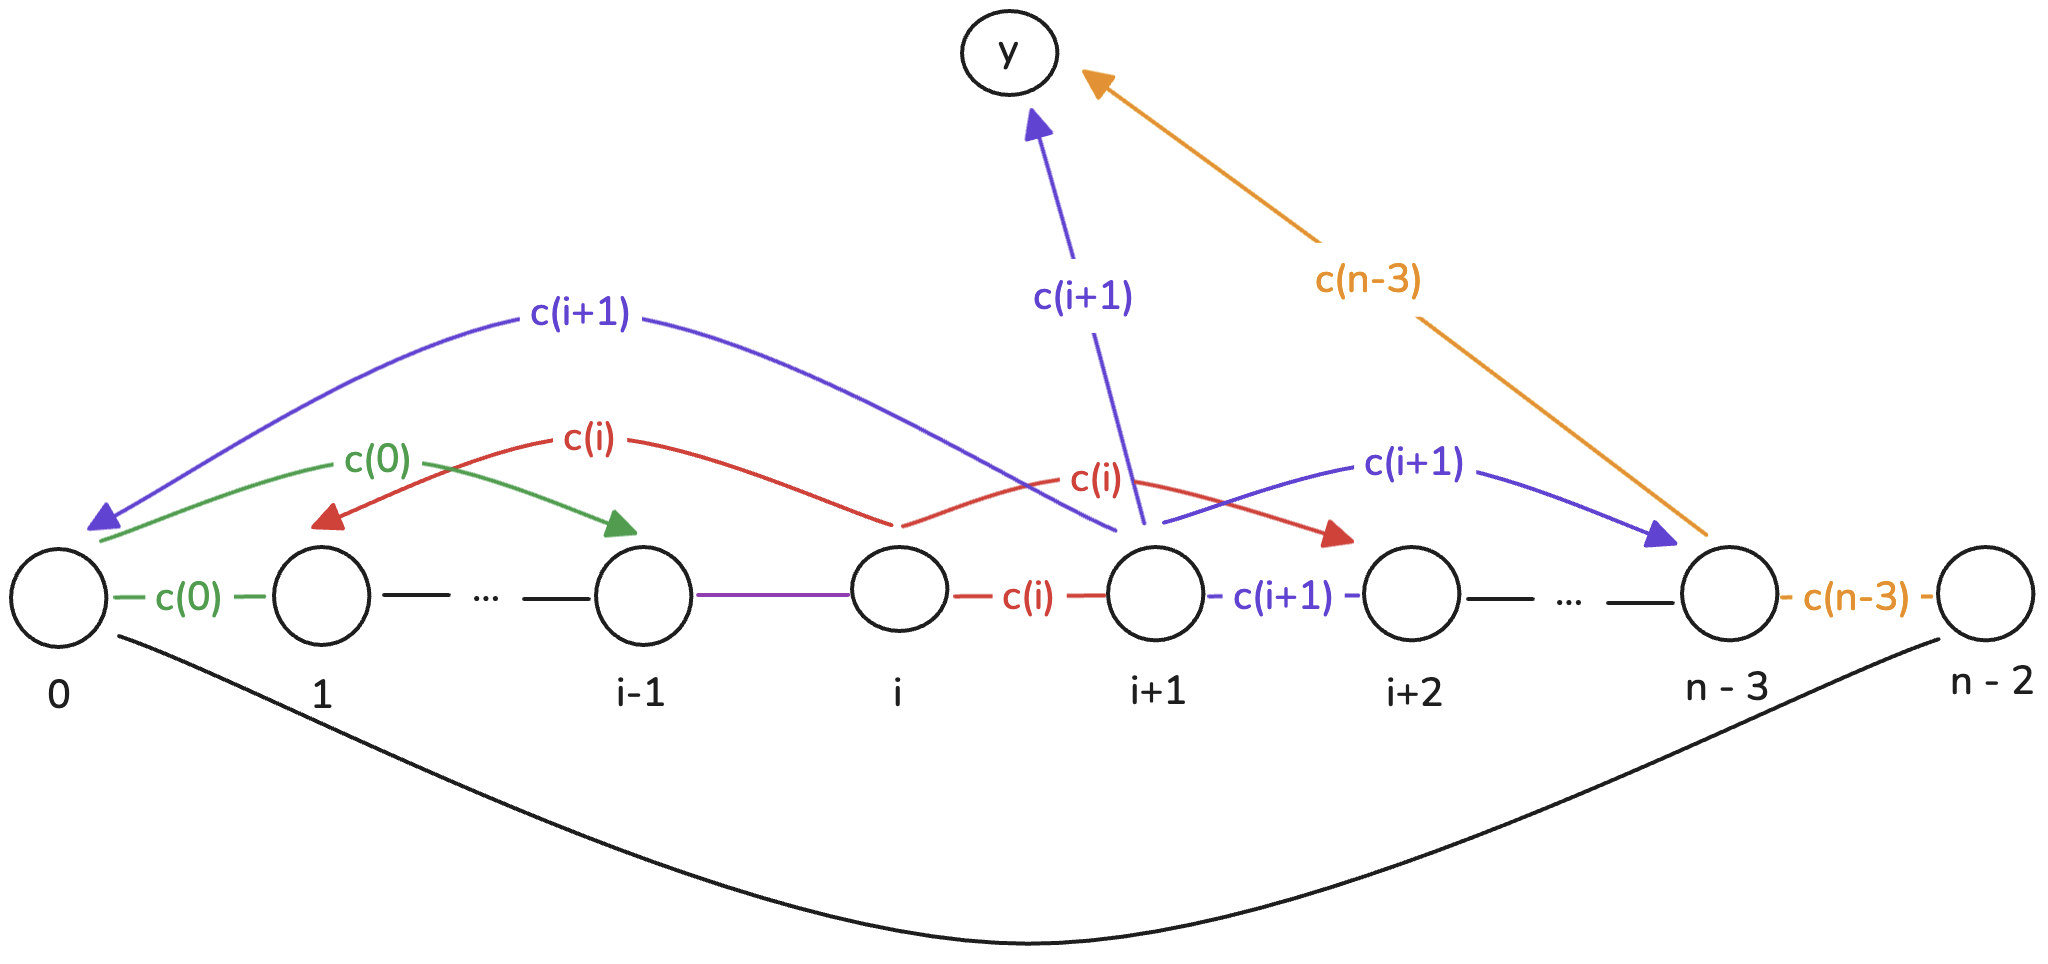 y
c(n-3)
c(i+1)
c(i+1)
c(i)
c(0)
c(i)
c(i+1)
c(0)
...
c(i)
c(i+1)
...
c(n-3)
0
1
i-1
i
i+1
i+2
n - 3
n - 2